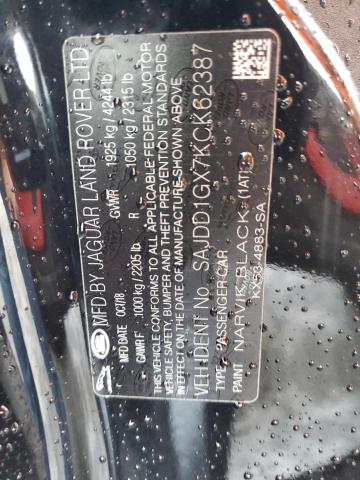 MFD BY JAGUAR LAND ROVER LTD
MFD DATE OC7/18 GVWR 1925 kg / 4244 lb
GAWR F 1000 kg / 2205 lb R 1050 kg / 2315 lb
THIS VEHICLE CONFORMS TO ALL APPLICABLE FEDERAL MOTOR
VEHICLE SAFETY, BUMPER AND THEFT PREVENTION STANDARDS
IN EFFECT ON THE DATE OF MANUFACTURE SHOWN ABOVE.
VEH IDENT No. SAJDD1GX7KCK62387
TYPE PASSENGER CAR
PAINT NARVIK BLACK - 1AT
KX53-4883-SA